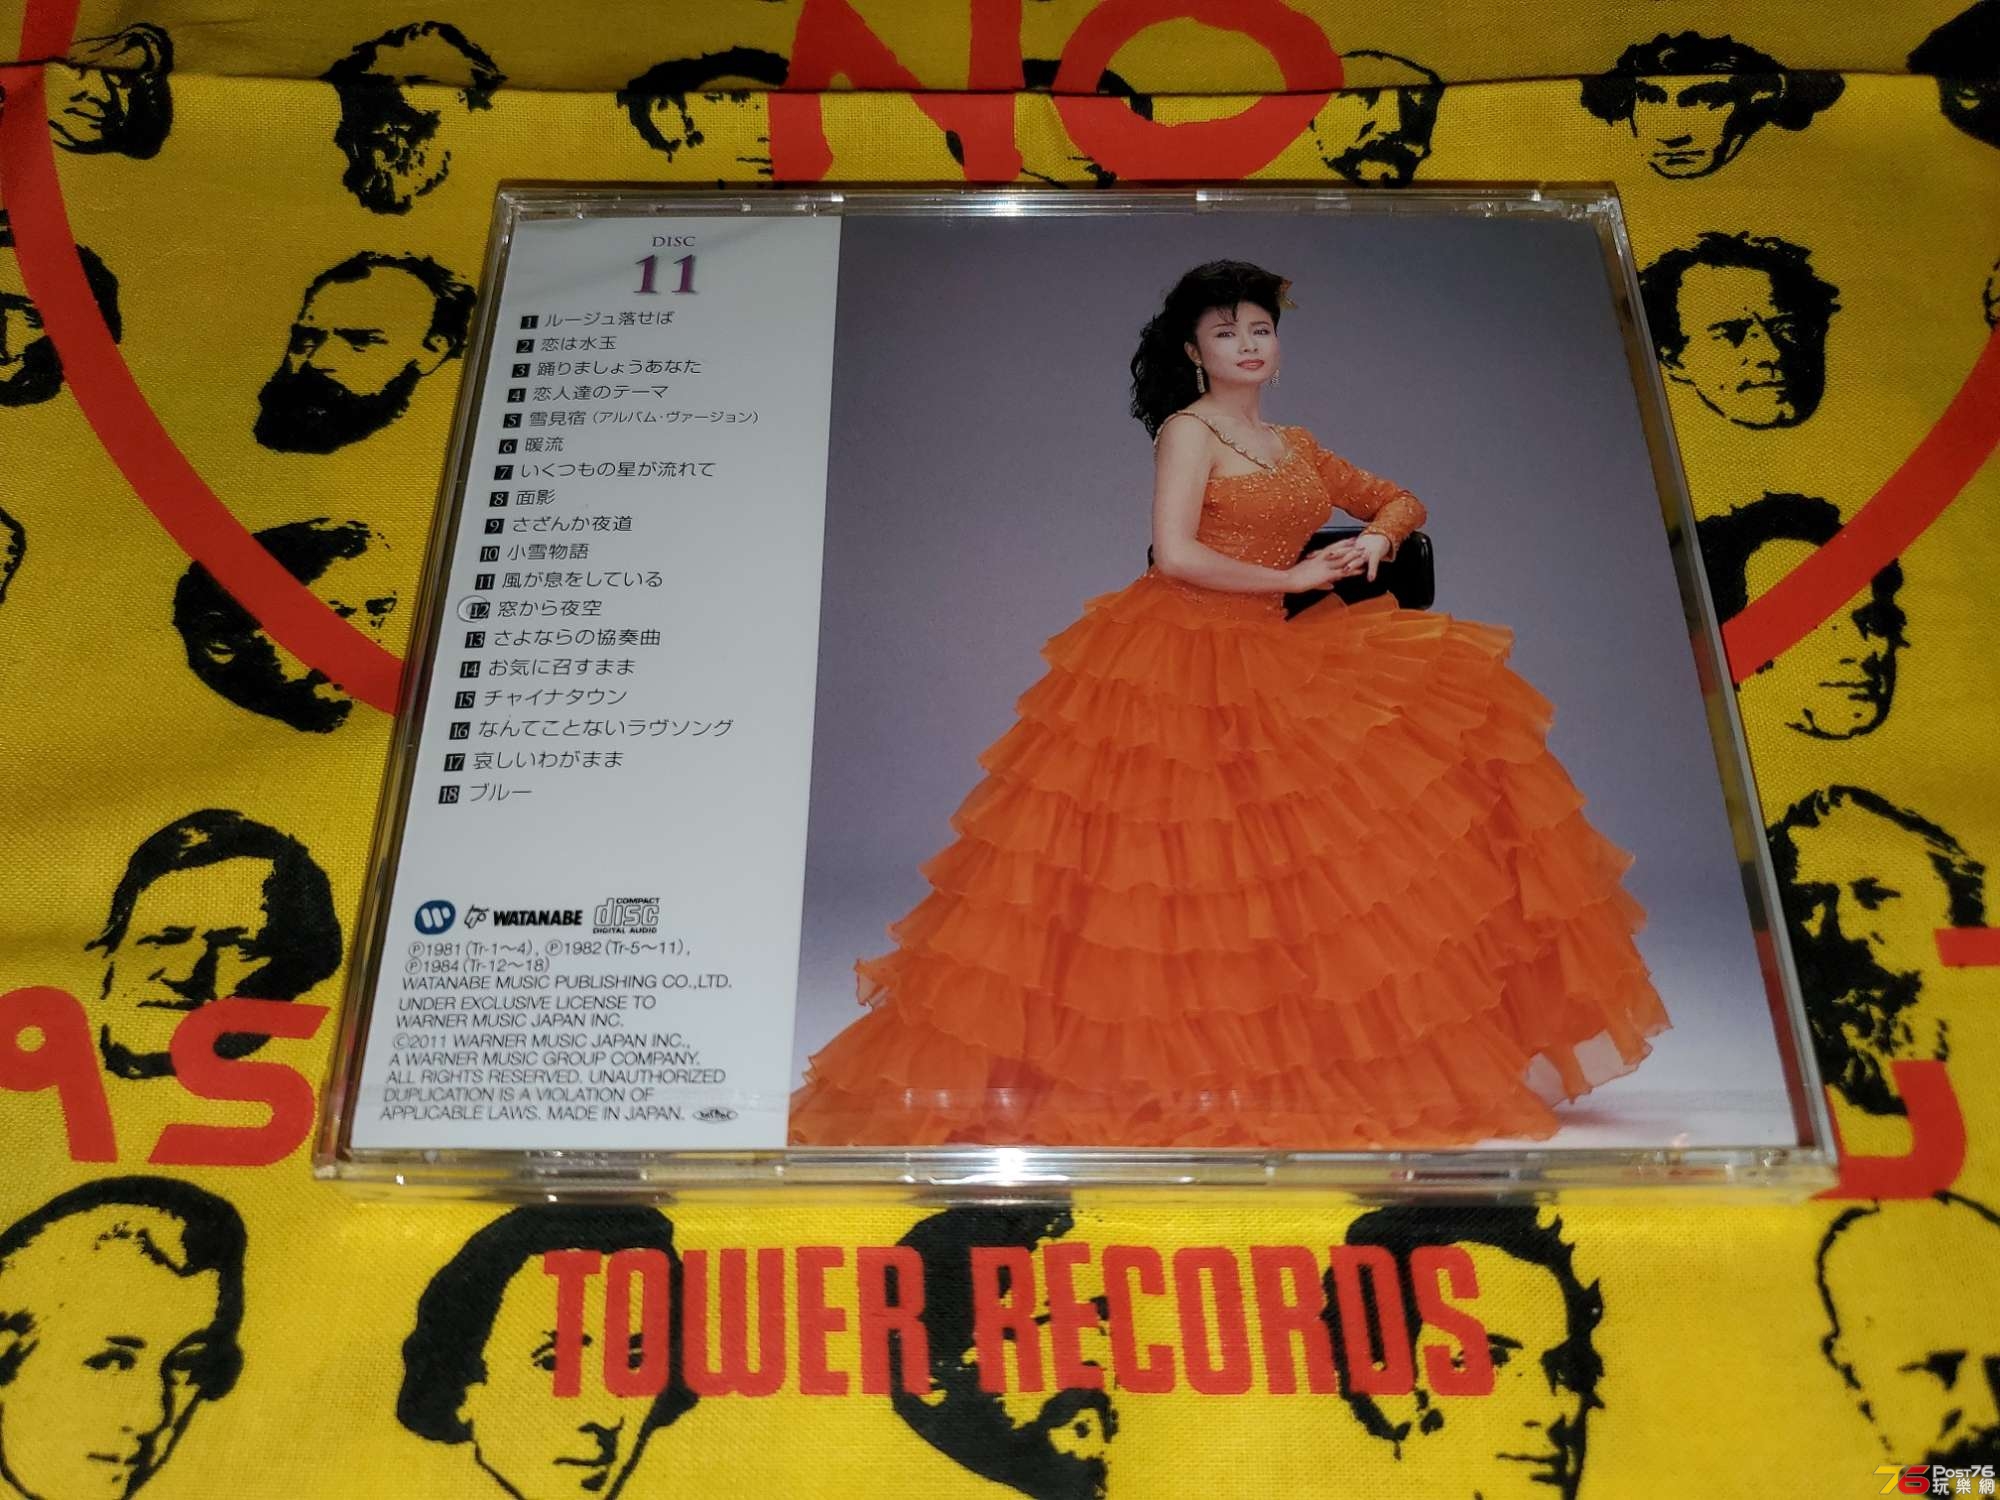 NO
DISC
11
1 ルージュ落せば
2 恋は水玉
3 踊りましょうあなた
4 恋人達のテーマ
5 雪見宿（アルバム・ヴァージョン）
6 暖流
7 いくつもの星が流れて
8 面影
9 さざんか夜道
10 小雪物語
11 風が息をしている
12 窓から夜空
13 さよならの協奏曲
14 お気に召すまま
15 チャイナタウン
16 なんてことないラヴソング
17 哀しいわがまま
18 ブルー
WATANABE
COMPACT
disc
DIGITAL AUDIO
Ⓟ1981（Tr-1〜4）, Ⓟ1982（Tr-5〜11）,
Ⓟ1984（Tr-12〜18）
WATANABE MUSIC PUBLISHING CO.,LTD.
UNDER EXCLUSIVE LICENSE TO
WARNER MUSIC JAPAN INC.
©2011 WARNER MUSIC JAPAN INC.,
A WARNER MUSIC GROUP COMPANY.
ALL RIGHTS RESERVED. UNAUTHORIZED
DUPLICATION IS A VIOLATION OF
APPLICABLE LAWS. MADE IN JAPAN.
TOWER RECORDS
76 POST76
玩樂網